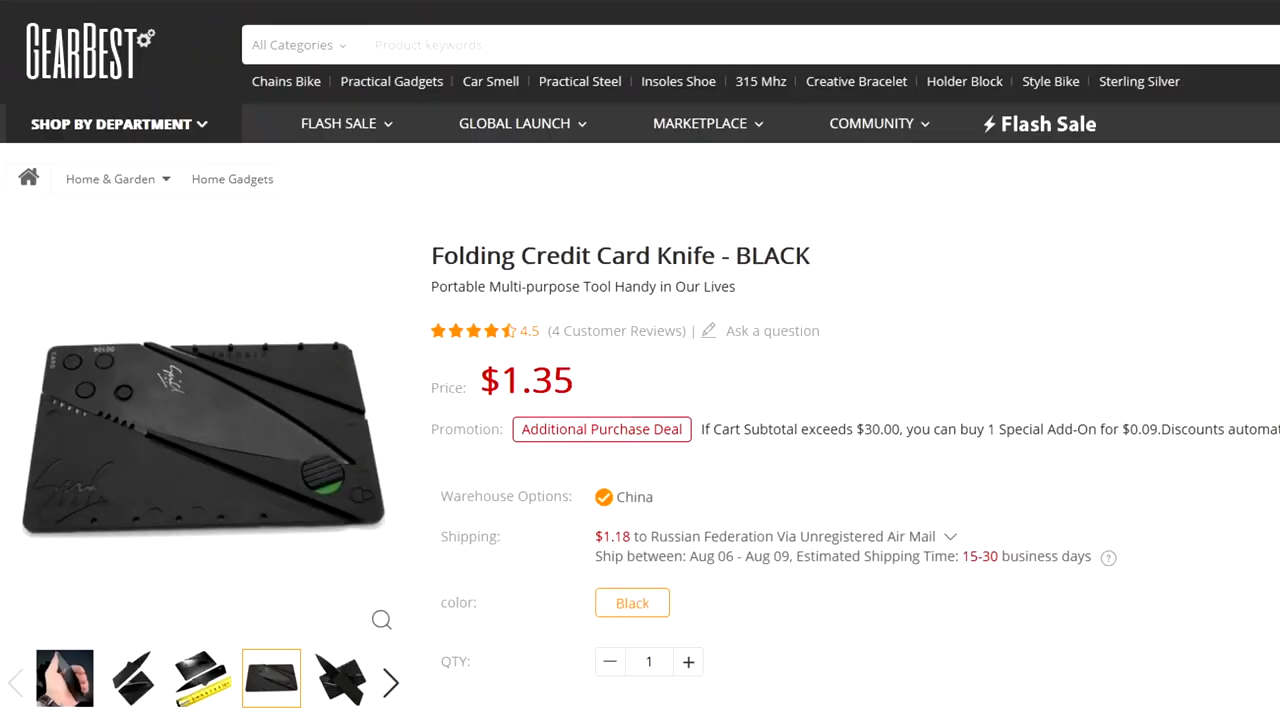 GEARBEST
All Categories
Product keywords
Chains Bike | Practical Gadgets | Car Smell | Practical Steel | Insoles Shoe | 315 Mhz | Creative Bracelet | Holder Block | Style Bike | Sterling Silver
SHOP BY DEPARTMENT
FLASH SALE
GLOBAL LAUNCH
MARKETPLACE
COMMUNITY
Flash Sale
Home & Garden
Home Gadgets
Folding Credit Card Knife - BLACK
Portable Multi-purpose Tool Handy in Our Lives
4.5 (4 Customer Reviews) | Ask a question
Price: $1.35
Promotion: Additional Purchase Deal If Cart Subtotal exceeds $30.00, you can buy 1 Special Add-On for $0.09.Discounts automat
Warehouse Options: China
Shipping: $1.18 to Russian Federation Via Unregistered Air Mail
Ship between: Aug 06 - Aug 09, Estimated Shipping Time: 15-30 business days ?
color: Black
QTY: 1